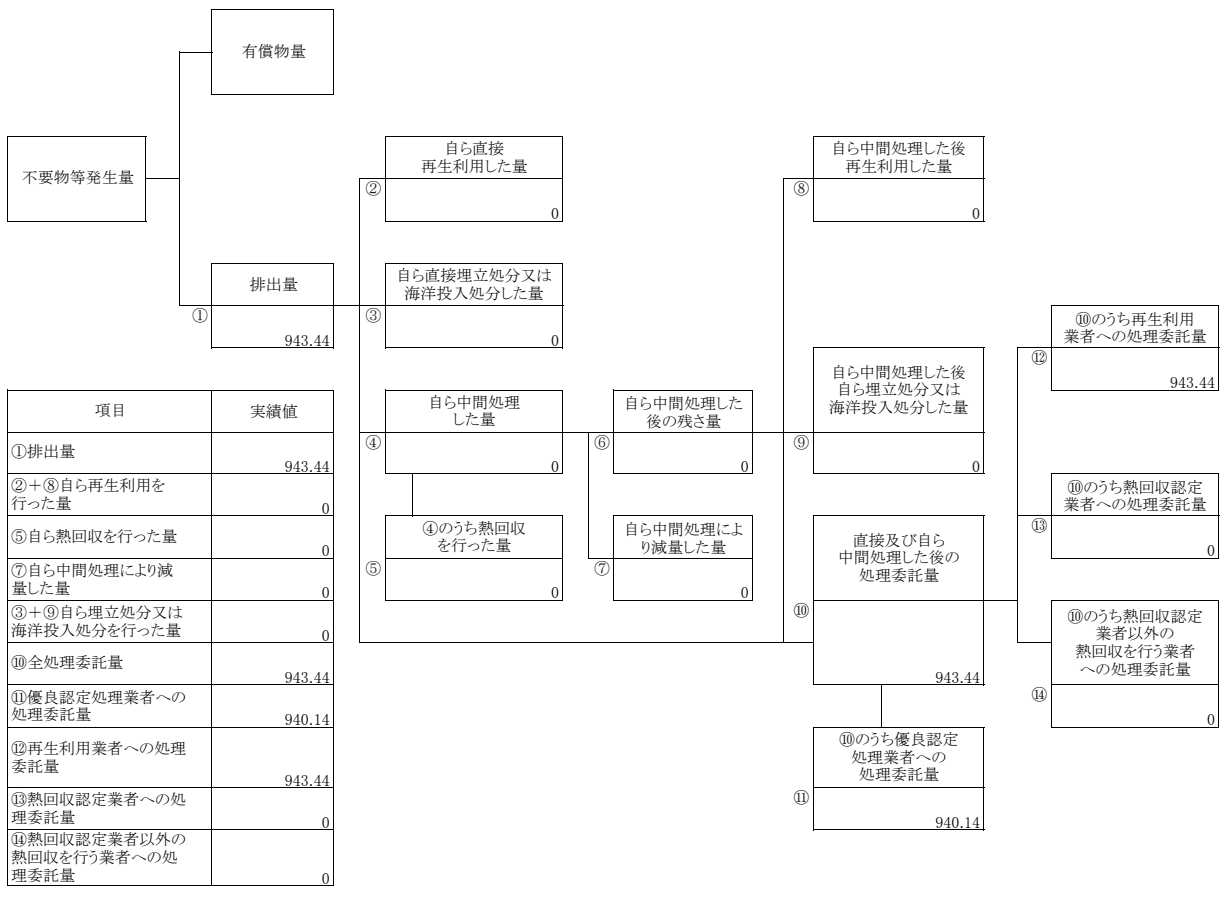 有償物量
不要物等発生量
排出量
①
943.44
自ら直接
再生利用した量
②
0
自ら直接埋立処分又は
海洋投入処分した量
③
0
自ら中間処理
した量
④
0
④のうち熱回収
を行った量
⑤
0
自ら中間処理した
後の残さ量
⑥
0
自ら中間処理によ
り減量した量
⑦
0
自ら中間処理した後
再生利用した量
⑧
0
自ら中間処理した後
自ら埋立処分又は
海洋投入処分した量
⑨
0
直接及び自ら
中間処理した後の
処理委託量
⑩
943.44
⑩のうち優良認定
処理業者への
処理委託量
⑪
940.14
⑩のうち再生利用
業者への処理委託量
⑫
943.44
⑩のうち熱回収認定
業者への処理委託量
⑬
0
⑩のうち熱回収認定
業者以外の
熱回収を行う業者
への処理委託量
⑭
0
項目 実績値
①排出量
943.44
②＋⑧自ら再生利用を
行った量
0
⑤自ら熱回収を行った量
0
⑦自ら中間処理により減
量した量
0
③＋⑨自ら埋立処分又は
海洋投入処分を行った量
0
⑩全処理委託量
943.44
⑪優良認定処理業者への
処理委託量
940.14
⑫再生利用業者への処理
委託量
943.44
⑬熱回収認定業者への処
理委託量
0
⑭熱回収認定業者以外の
熱回収を行う業者への処
理委託量
0